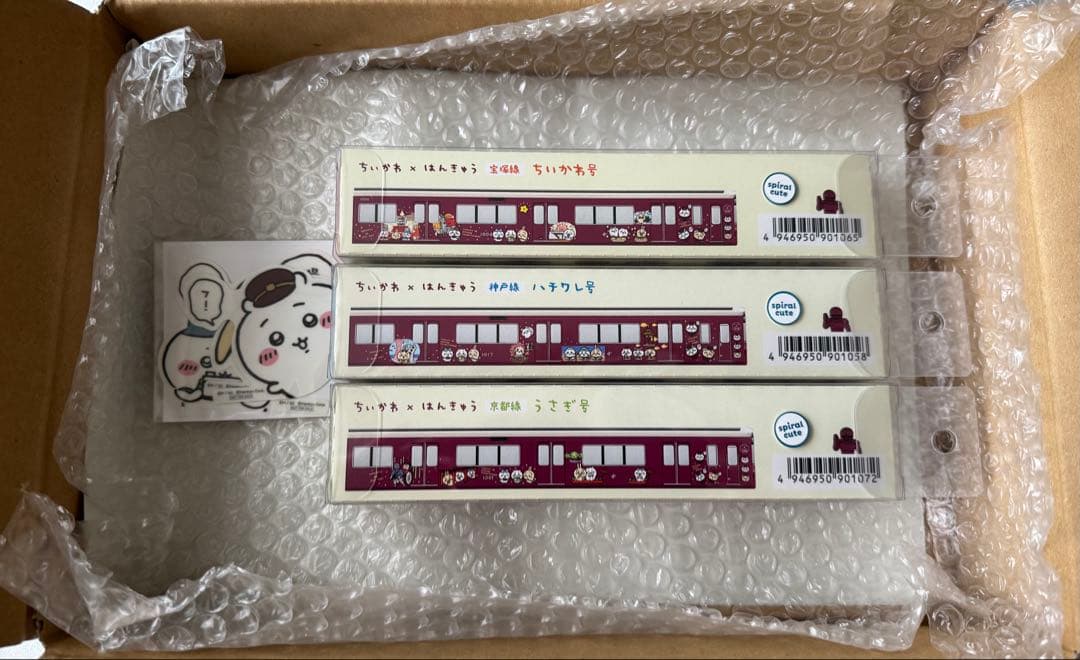 ちいかわ × はんきゅう 宝塚線 ちいかわ号
spiral
cute
4 946950 901065
ちいかわ × はんきゅう 神戸線 ハチワレ号
spiral
cute
4 946950 901058
ちいかわ × はんきゅう 京都線 うさぎ号
spiral
cute
4 946950 901072
フ!